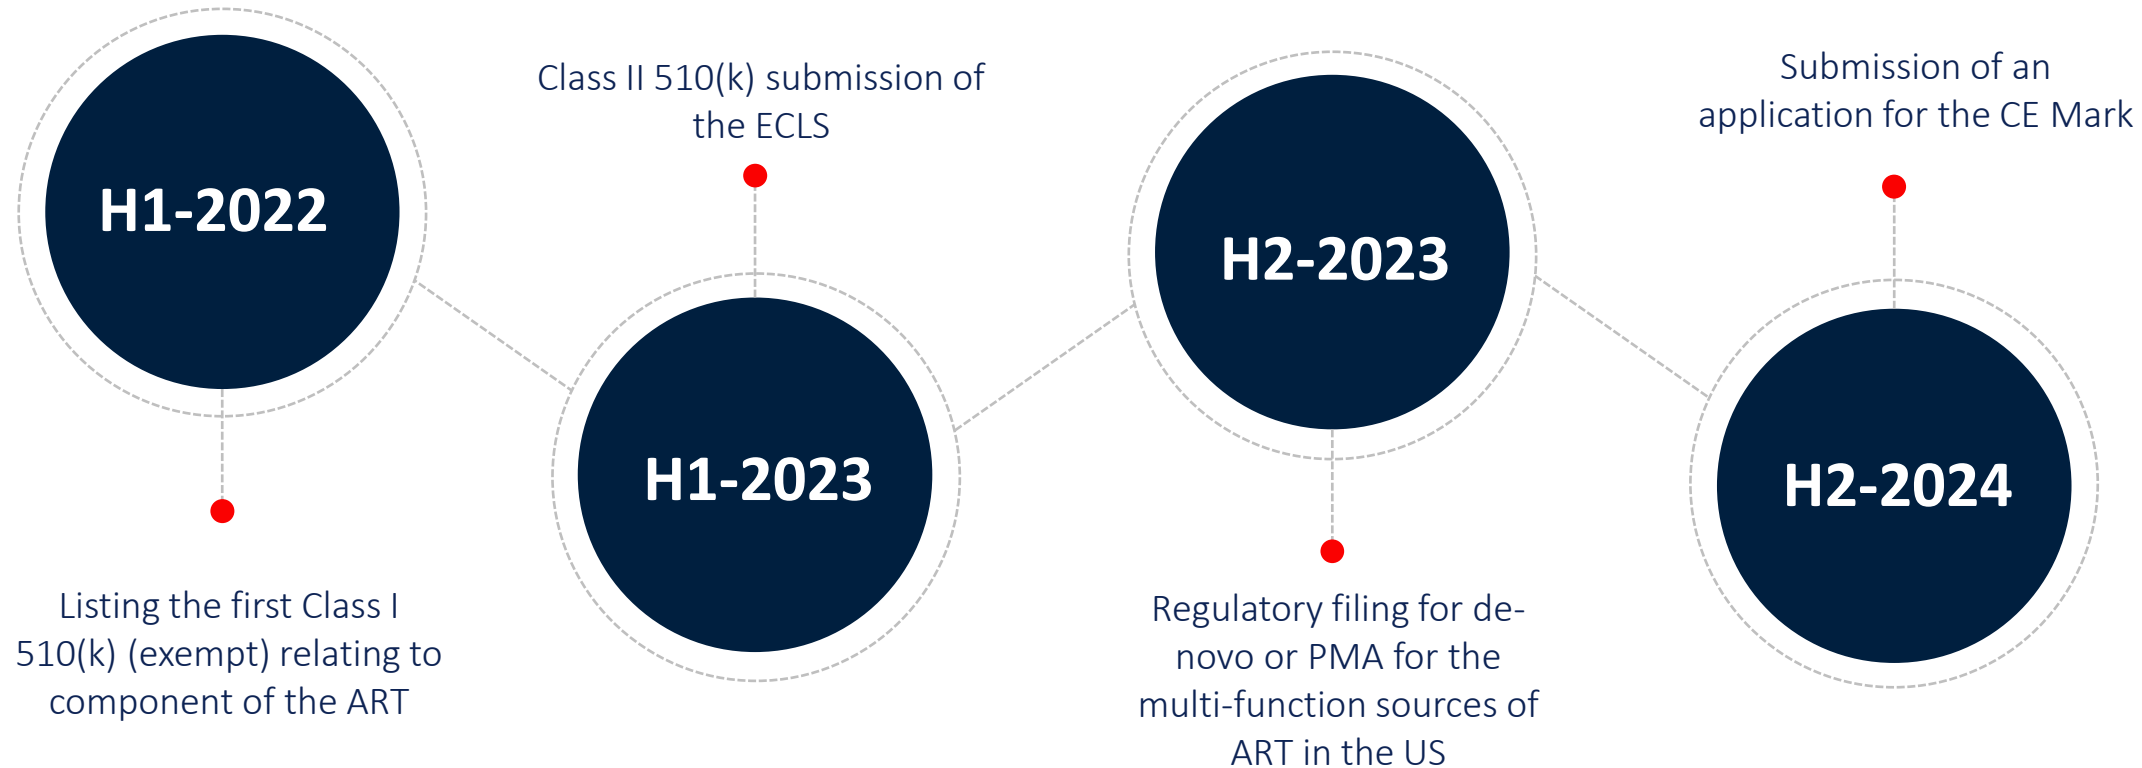 H1-2022
Listing the first Class I
510(k) (exempt) relating to
component of the ART
Class II 510(k) submission of
the ECLS
H1-2023
H2-2023
Regulatory filing for de-
novo or PMA for the
multi-function sources of
ART in the US
Submission of an
application for the CE Mark
H2-2024